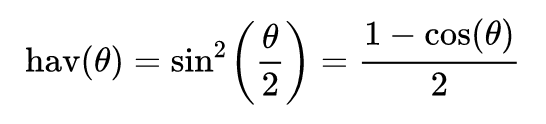 hav(θ) = sin²(θ/2) = (1 − cos(θ))/2